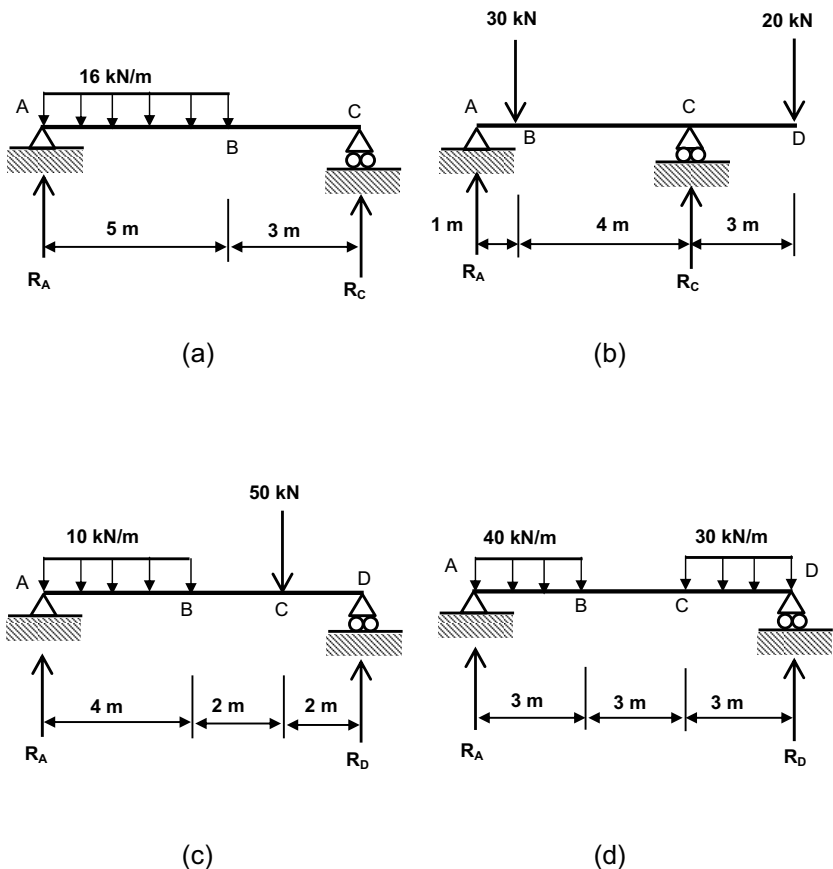 16 kN/m
A
B
C
5 m
3 m
R_A
R_C
(a)
30 kN
20 kN
A
B
C
D
1 m
4 m
3 m
R_A
R_C
(b)
50 kN
10 kN/m
A
B
C
D
4 m
2 m
2 m
R_A
R_D
(c)
40 kN/m
30 kN/m
A
B
C
D
3 m
3 m
3 m
R_A
R_D
(d)